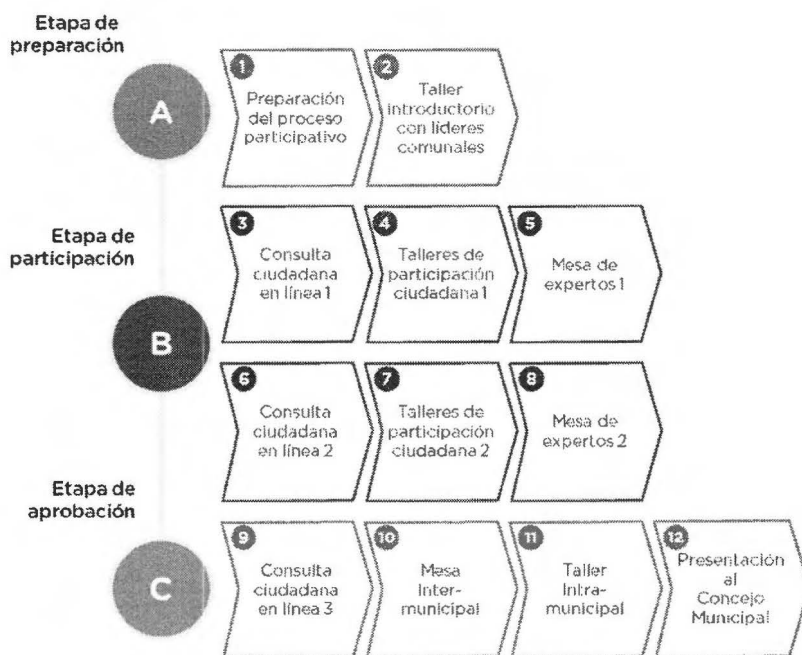 Etapa de
preparación
A
1
Preparación
del proceso
participativo
2
Taller
introductorio
con líderes
comunales
Etapa de
participación
B
3
Consulta
ciudadana
en línea 1
4
Talleres de
participación
ciudadana 1
5
Mesa de
expertos 1
6
Consulta
ciudadana
en línea 2
7
Talleres de
participación
ciudadana 2
8
Mesa de
expertos 2
Etapa de
aprobación
C
9
Consulta
ciudadana
en línea 3
10
Mesa
Inter-
municipal
11
Taller
Intra-
municipal
12
Presentación
al
Concejo
Municipal